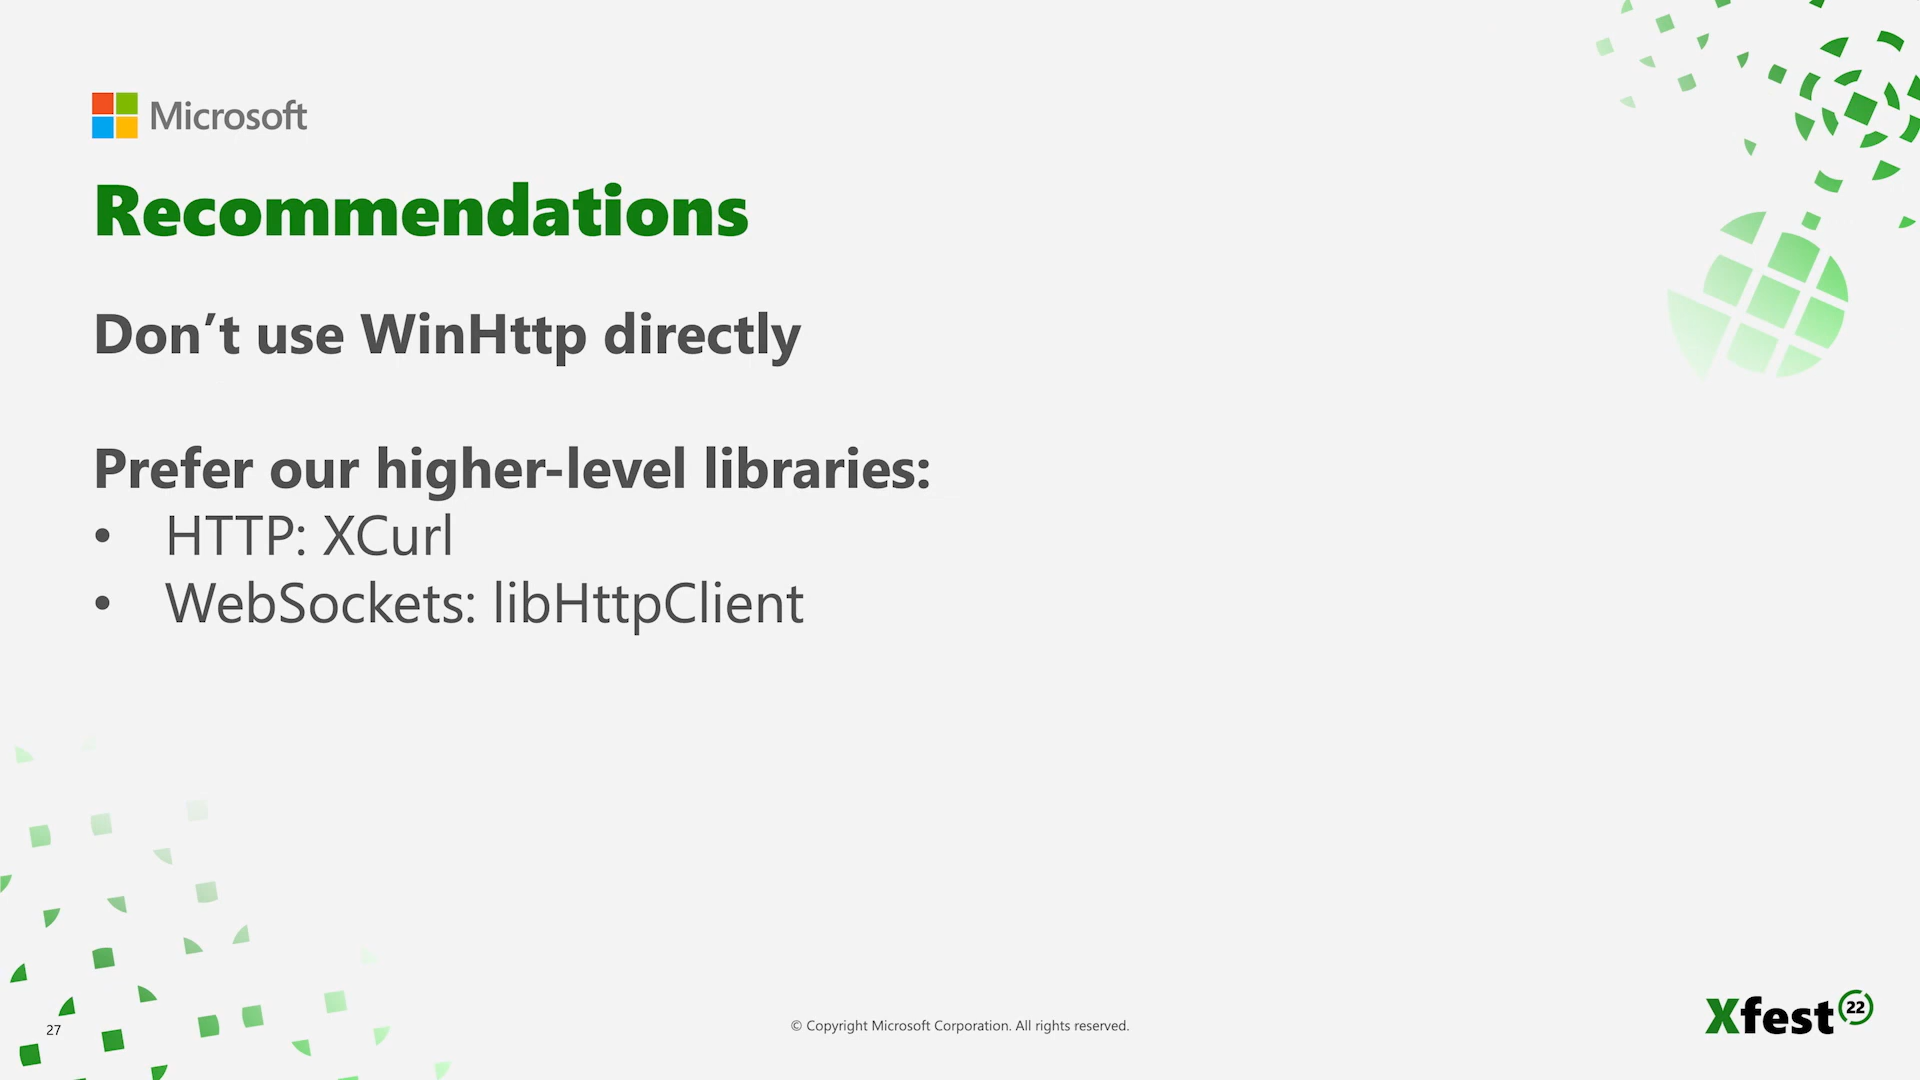 Microsoft
Recommendations
Don’t use WinHttp directly
Prefer our higher-level libraries:
• HTTP: XCurl
• WebSockets: libHttpClient
27
© Copyright Microsoft Corporation. All rights reserved.
Xfest 22